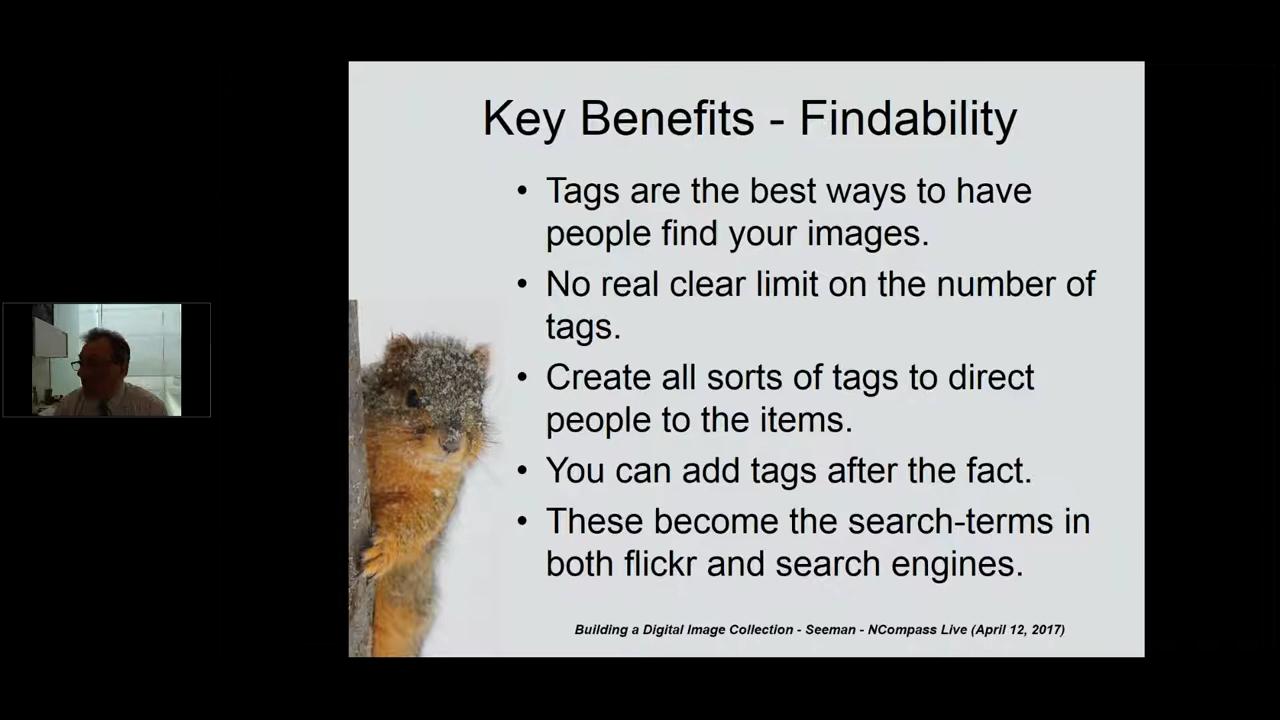 Key Benefits - Findability
• Tags are the best ways to have
people find your images.
• No real clear limit on the number of
tags.
• Create all sorts of tags to direct
people to the items.
• You can add tags after the fact.
• These become the search-terms in
both flickr and search engines.
Building a Digital Image Collection - Seeman - NCompass Live (April 12, 2017)